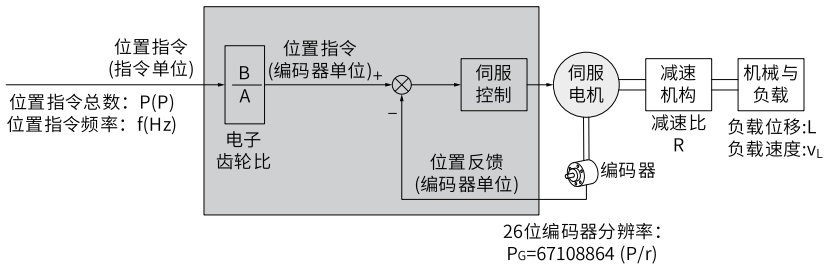 位置指令
(指令单位)
位置指令总数：P(P)
位置指令频率：f(Hz)
B
A
电子
齿轮比
位置指令
(编码器单位)
+
−
位置反馈
(编码器单位)
伺服
控制
伺服
电机
编码器
26位编码器分辨率：
PG=67108864 (P/r)
减速
机构
减速比
R
机械与
负载
负载位移:L
负载速度:vL